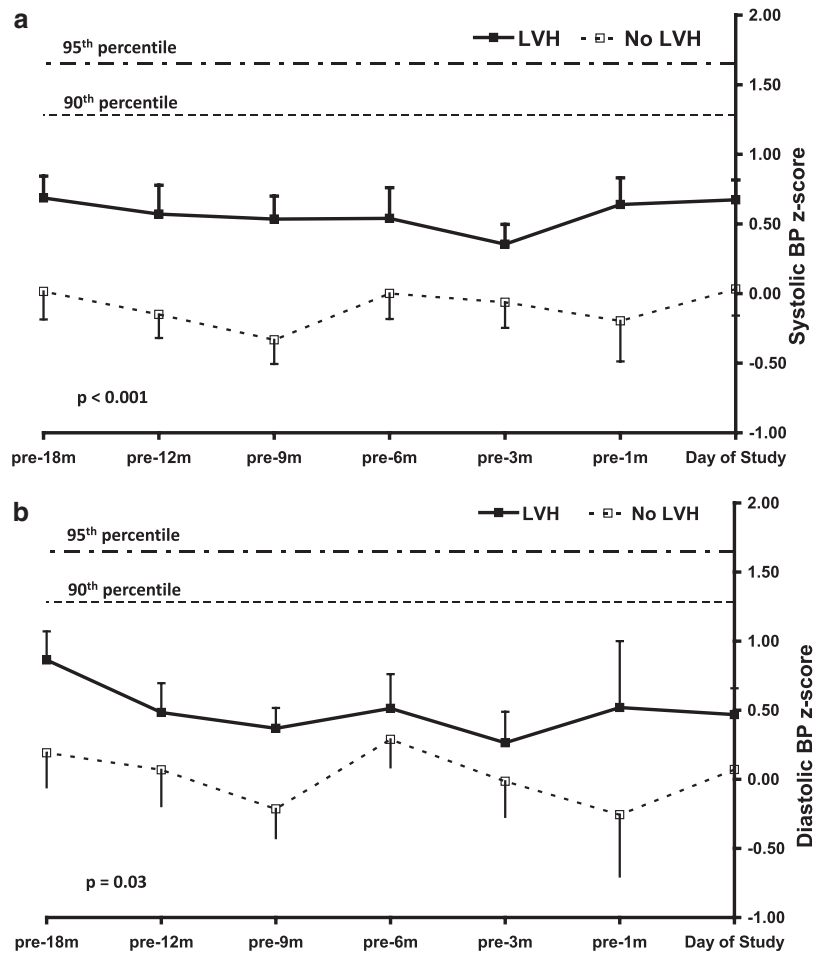 a
LVH No LVH
95th percentile
90th percentile
2.00
1.50
1.00
0.50
0.00
-0.50
-1.00
Systolic BP z-score
p < 0.001
pre-18m pre-12m pre-9m pre-6m pre-3m pre-1m Day of Study
b
LVH No LVH
95th percentile
90th percentile
2.00
1.50
1.00
0.50
0.00
-0.50
-1.00
Diastolic BP z-score
p = 0.03
pre-18m pre-12m pre-9m pre-6m pre-3m pre-1m Day of Study